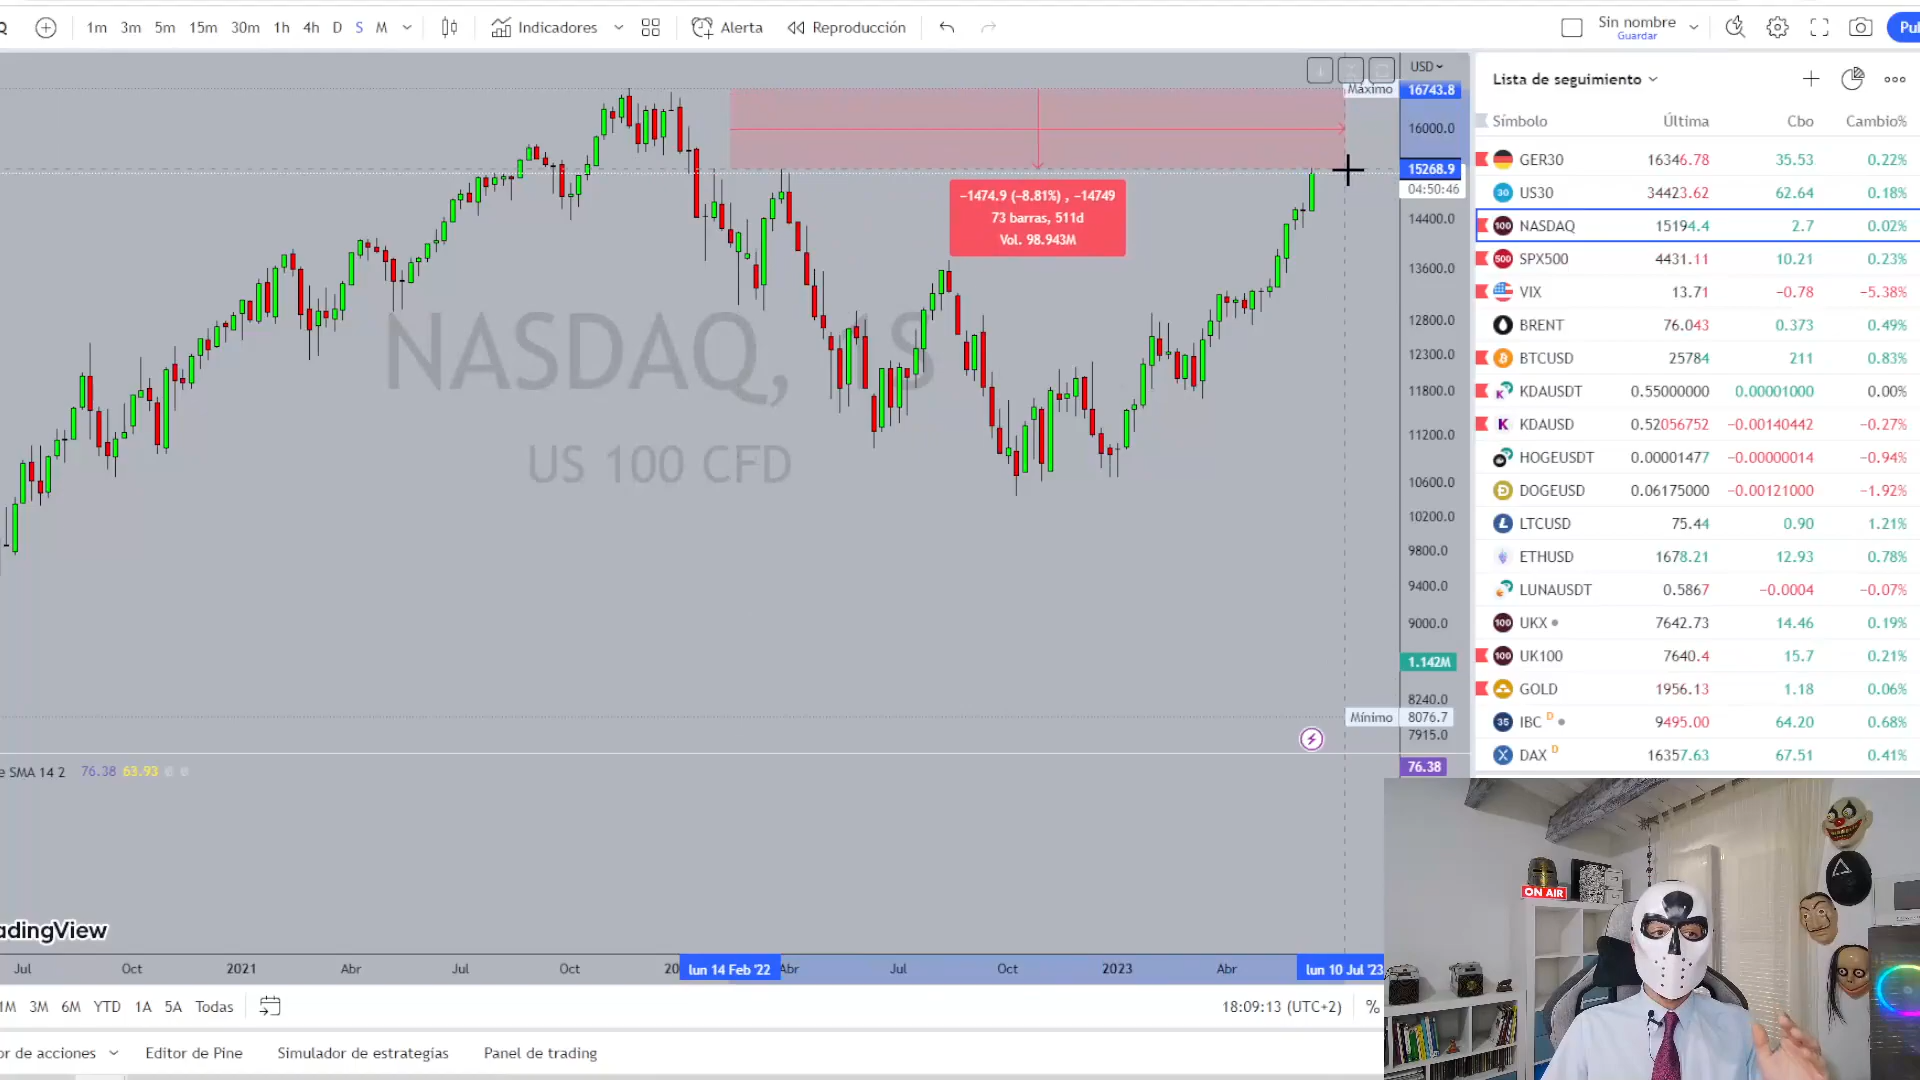 1m 3m 5m 15m 30m 1h 4h D S M Indicadores Alerta Reproducción Sin nombre
Guardar
USD
Máximo 16743.8
16000.0
15268.9
04:50:46
14400.0
13600.0
12800.0
12300.0
11800.0
11200.0
10600.0
10200.0
9800.0
9400.0
9000.0
1.142M
8240.0
Mínimo 8076.7
7915.0
76.38
−1474.9 (−8.81%) , −14749
73 barras, 511d
Vol. 98.943M
NASDAQ, 1S
US 100 CFD
e SMA 14 2 76.38 63.93
adingView
Jul Oct 2021 Abr Jul Oct 20 lun 14 Feb '22 Abr Jul Oct 2023 Abr lun 10 Jul '23
1M 3M 6M YTD 1A 5A Todas 18:09:13 (UTC+2) %
or de acciones Editor de Pine Simulador de estrategias Panel de trading
Lista de seguimiento
Símbolo Última Cbo Cambio%
GER30 16346.78 35.53 0.22%
30 US30 34423.62 62.64 0.18%
100 NASDAQ 15194.4 2.7 0.02%
500 SPX500 4431.11 10.21 0.23%
VIX 13.71 −0.78 −5.38%
BRENT 76.043 0.373 0.49%
BTCUSD 25784 211 0.83%
KDAUSDT 0.55000000 0.00001000 0.00%
K KDAUSD 0.52056752 −0.00140442 −0.27%
HOGEUSDT 0.00001477 −0.00000014 −0.94%
DOGEUSD 0.06175000 −0.00121000 −1.92%
LTCUSD 75.44 0.90 1.21%
ETHUSD 1678.21 12.93 0.78%
LUNAUSDT 0.5867 −0.0004 −0.07%
100 UKX 7642.73 14.46 0.19%
100 UK100 7640.4 15.7 0.21%
GOLD 1956.13 1.18 0.06%
35 IBC D 9495.00 64.20 0.68%
X DAX D 16357.63 67.51 0.41%
ON AIR